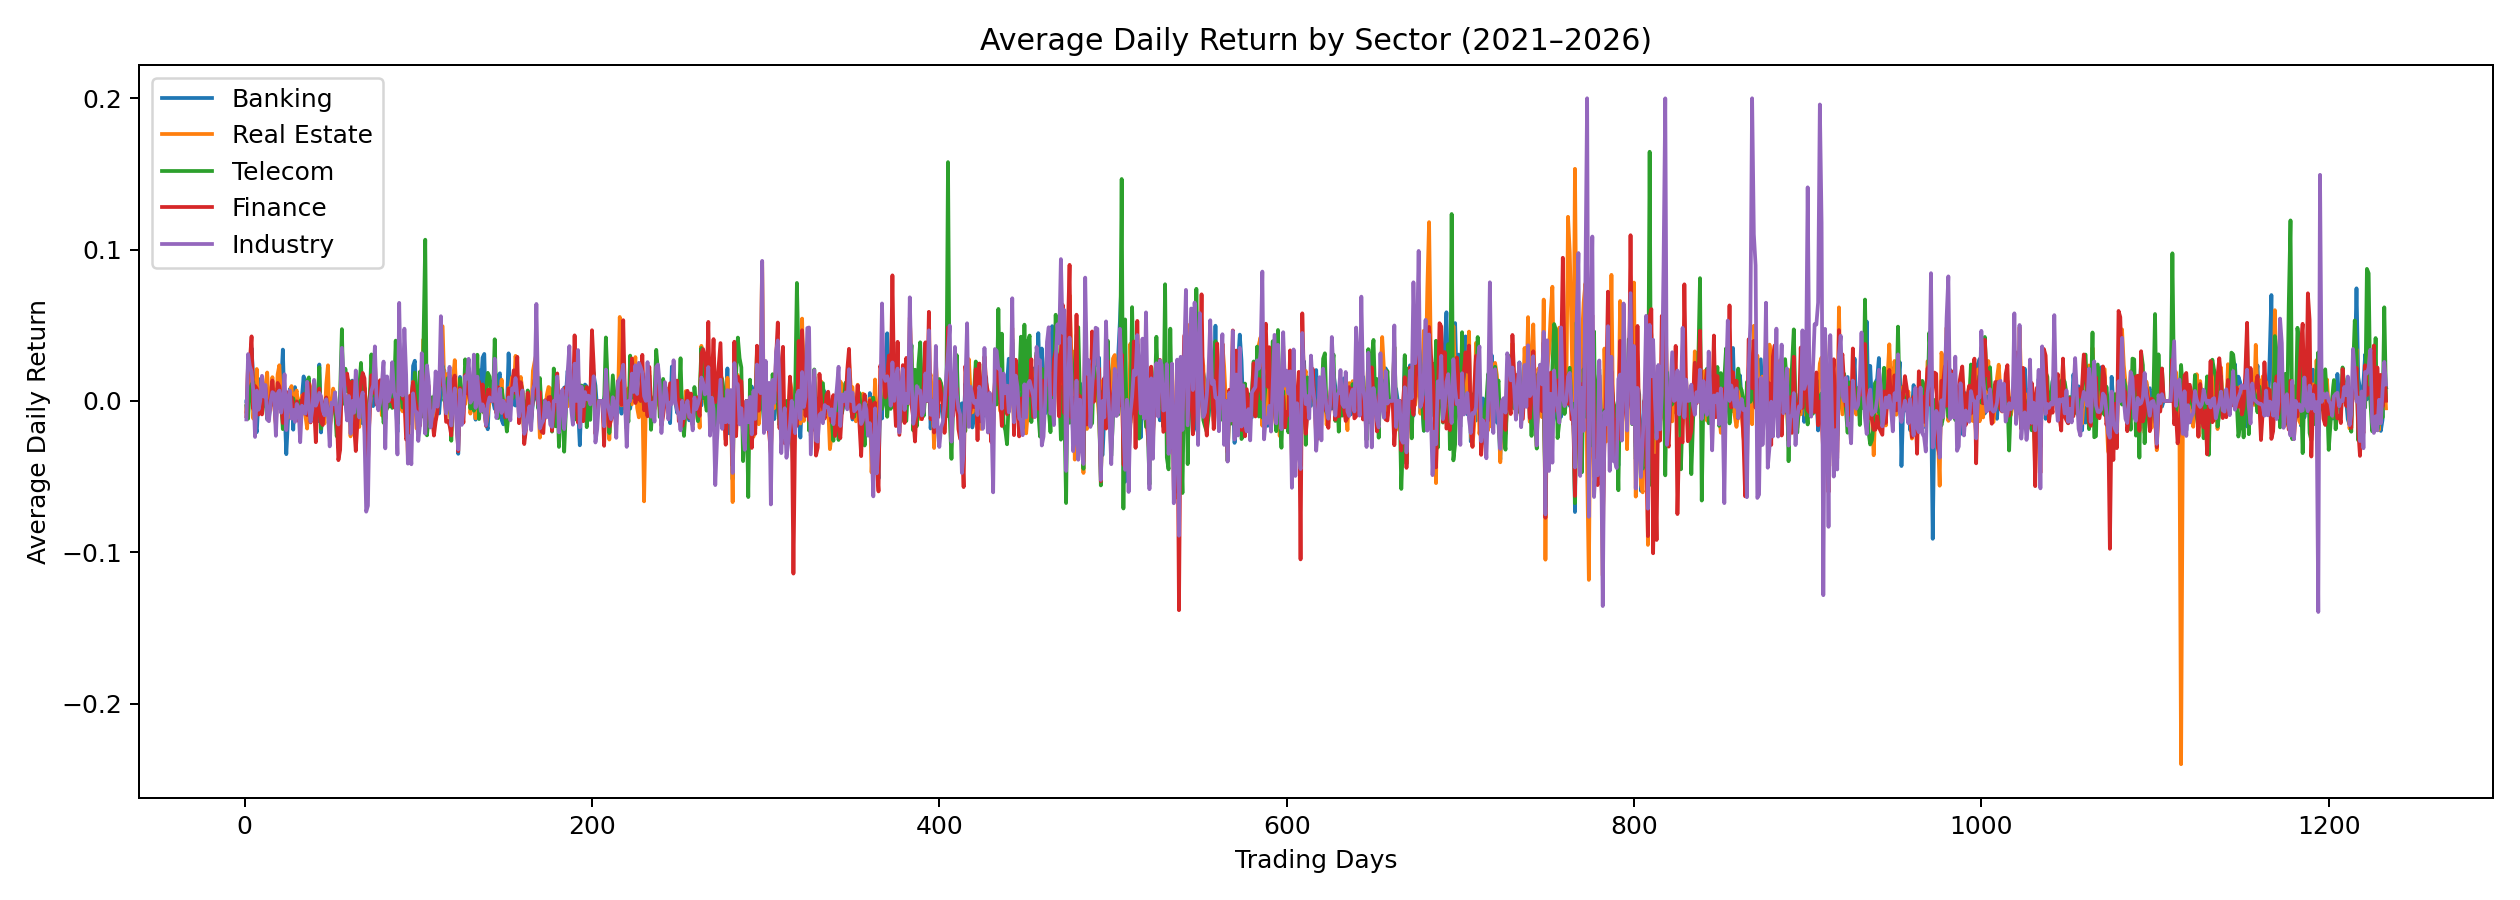 Average Daily Return by Sector (2021–2026)
Banking
Real Estate
Telecom
Finance
Industry
0.2
0.1
0.0
−0.1
−0.2
Average Daily Return
0 200 400 600 800 1000 1200
Trading Days